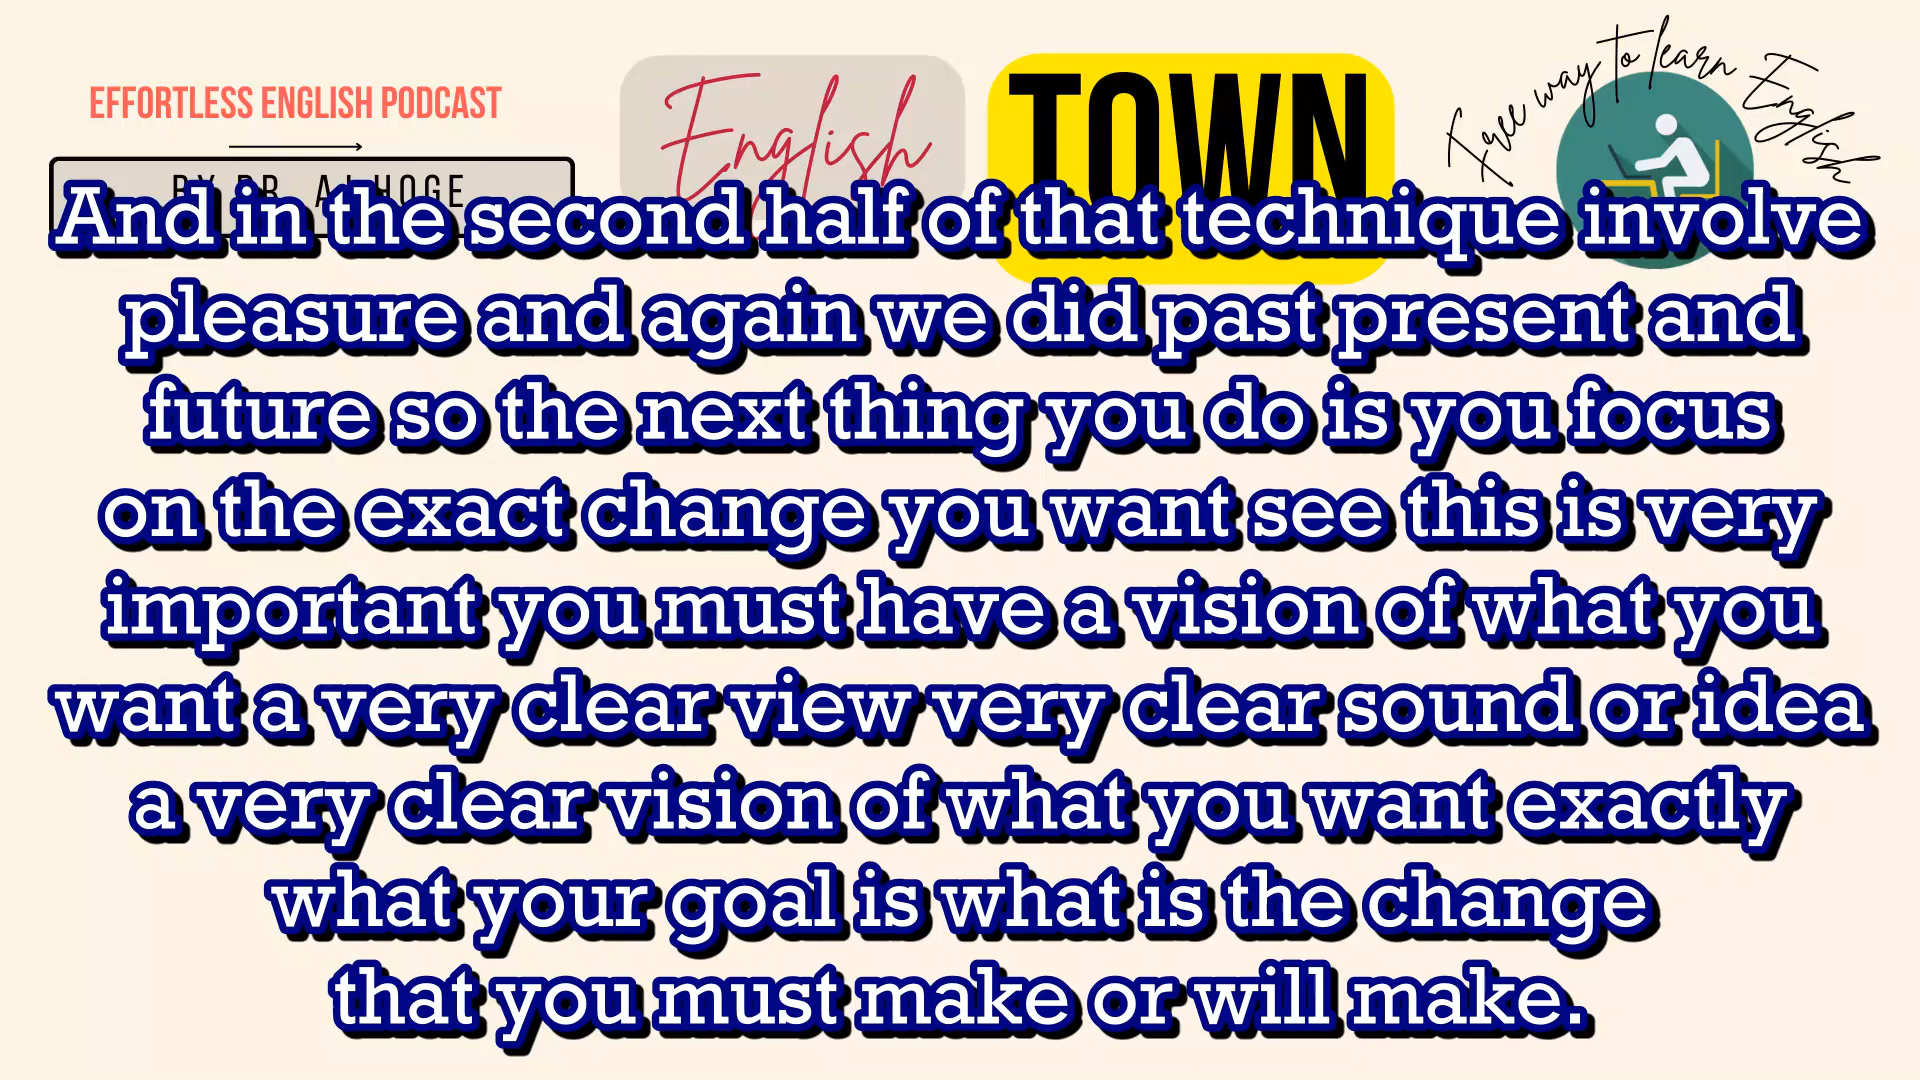 EFFORTLESS ENGLISH PODCAST
BY DR. AJ HOGE
English
TOWN
Free way to learn English
And in the second half of that technique involve
pleasure and again we did past present and
future so the next thing you do is you focus
on the exact change you want see this is very
important you must have a vision of what you
want a very clear view very clear sound or idea
a very clear vision of what you want exactly
what your goal is what is the change
that you must make or will make.